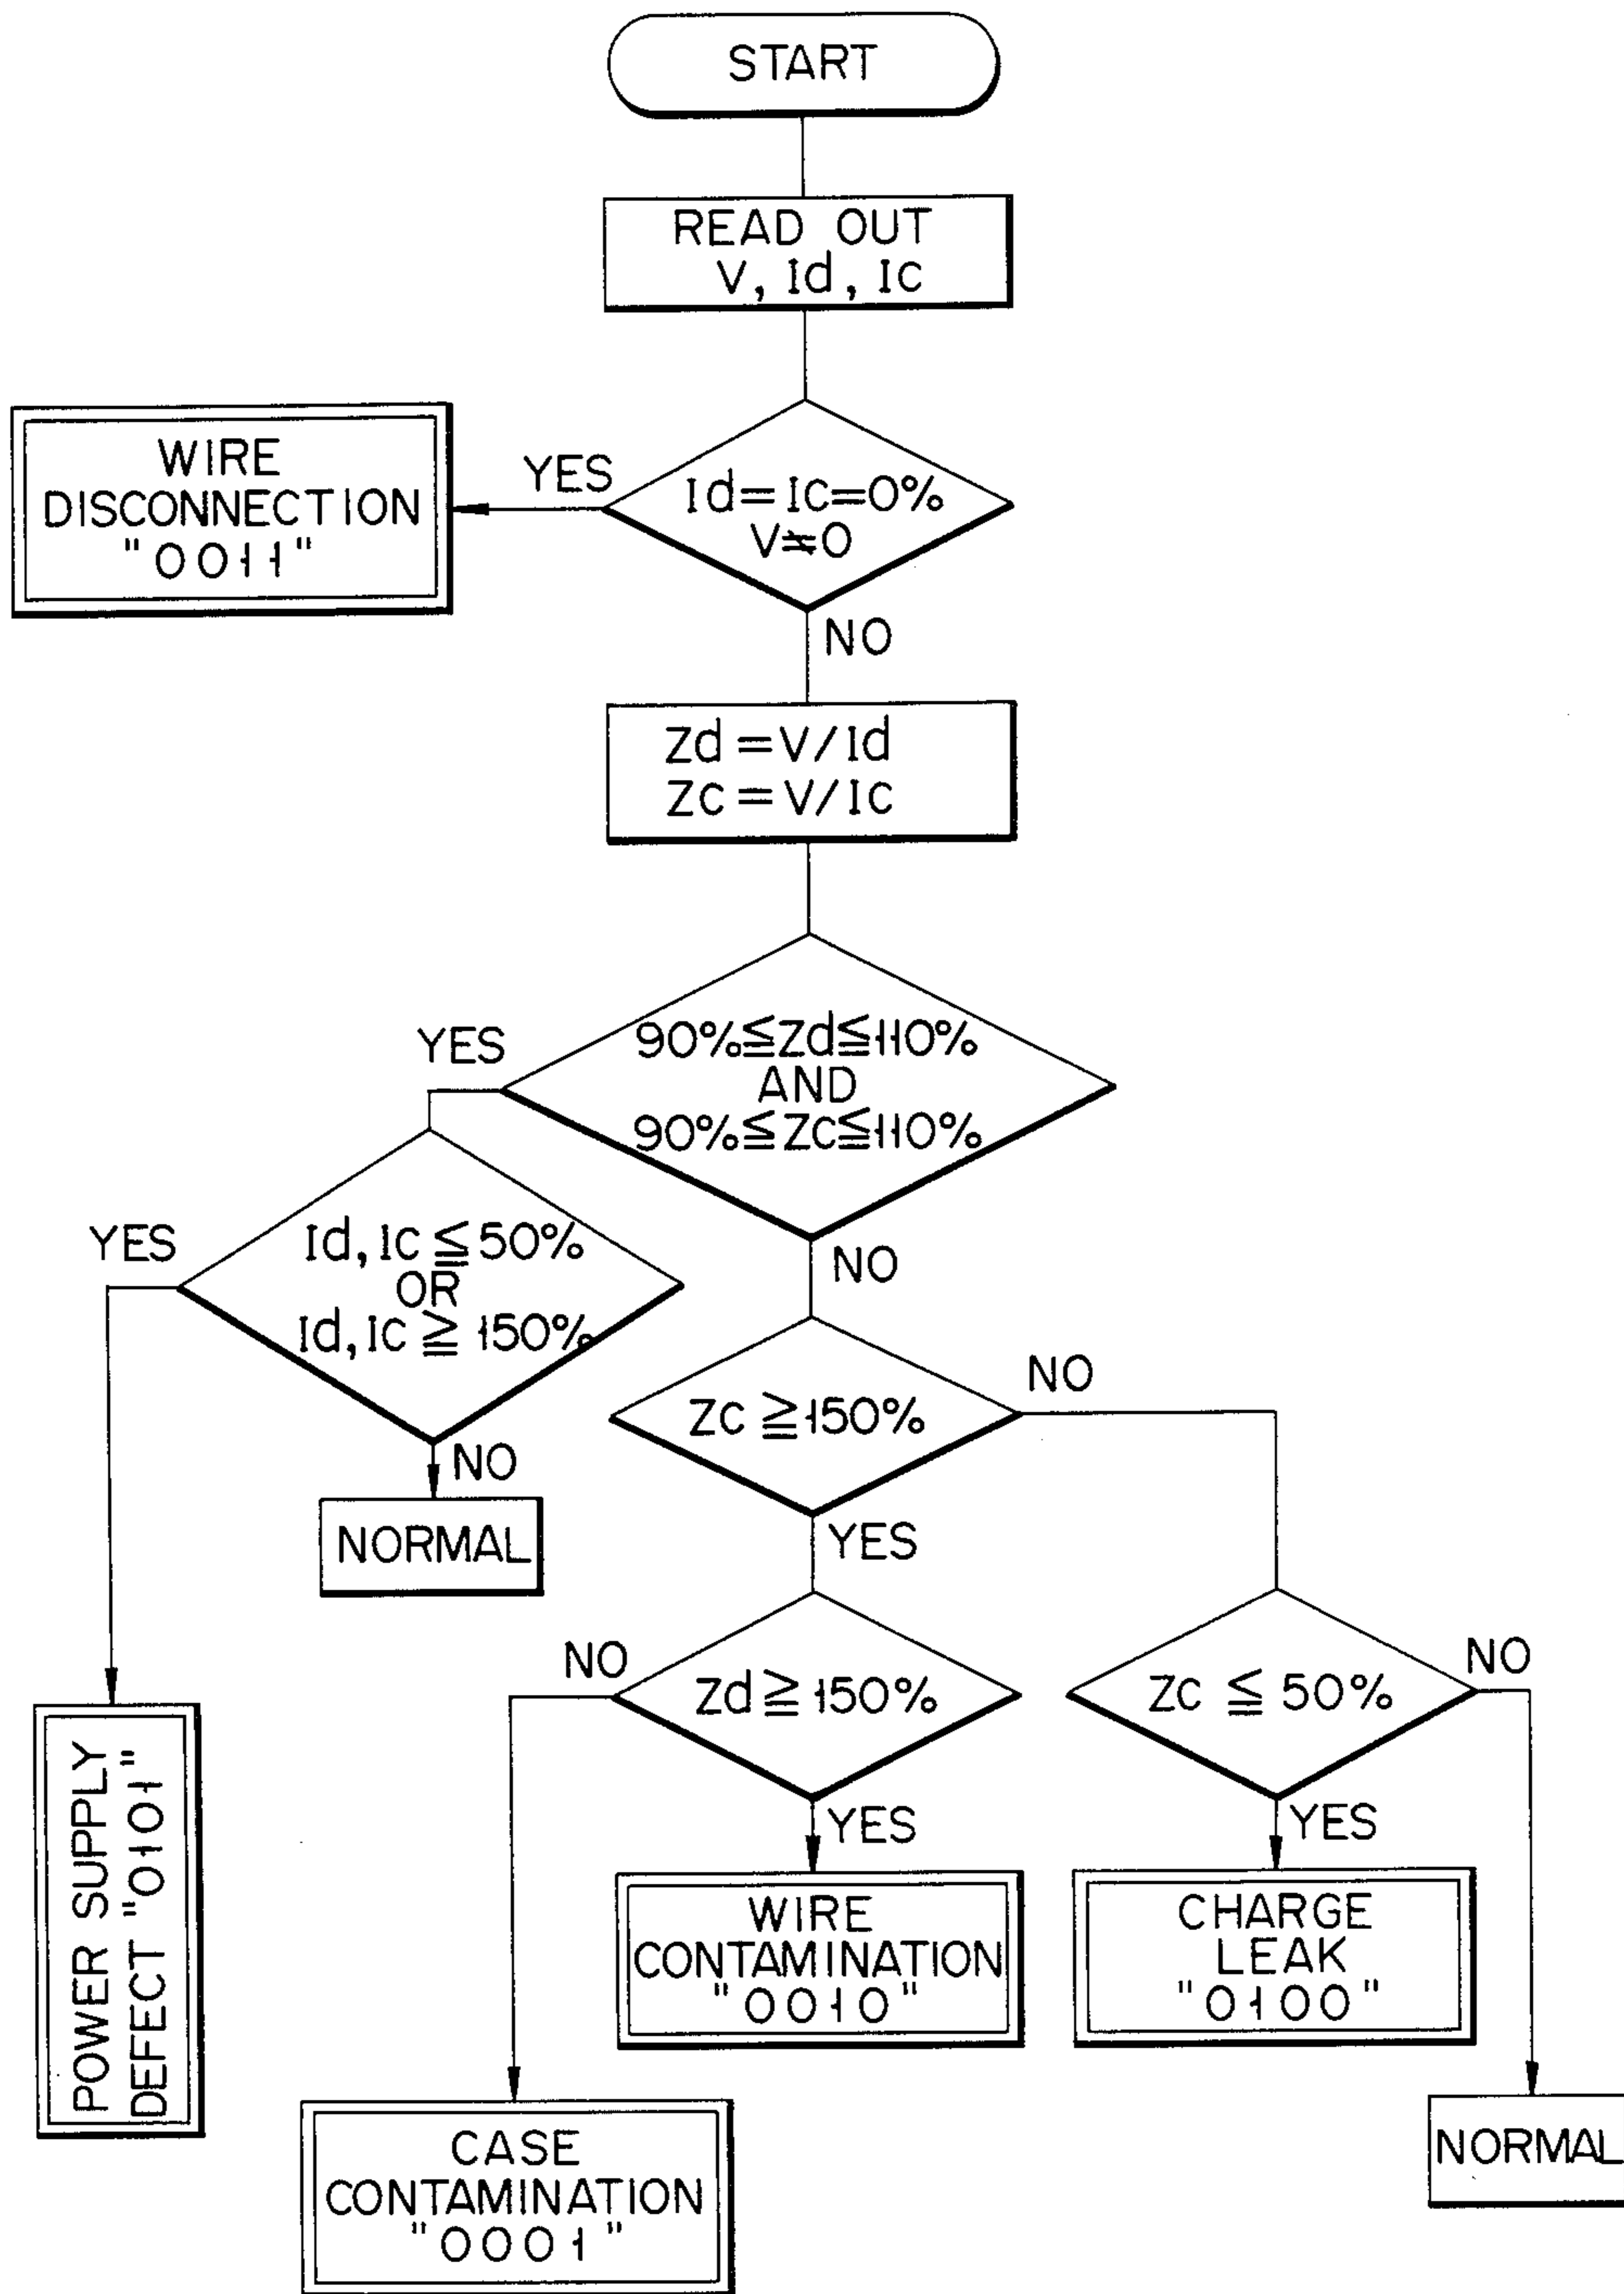 START
READ OUT
V, Id, Ic
WIRE
DISCONNECTION
"0011"
YES
Id=Ic=0%
V≠0
NO
Zd=V/Id
Zc=V/Ic
YES
90%≦Zd≦110%
AND
90%≦Zc≦110%
YES
Id, Ic≦50%
OR
Id, Ic≧150%
NO
NO
Zc≧150%
NO
NORMAL
YES
NO
Zd≧150%
Zc≦50%
NO
POWER SUPPLY
DEFECT "0101"
YES
YES
WIRE
CONTAMINATION
"0010"
CHARGE
LEAK
"0100"
CASE
CONTAMINATION
"0001"
NORMAL